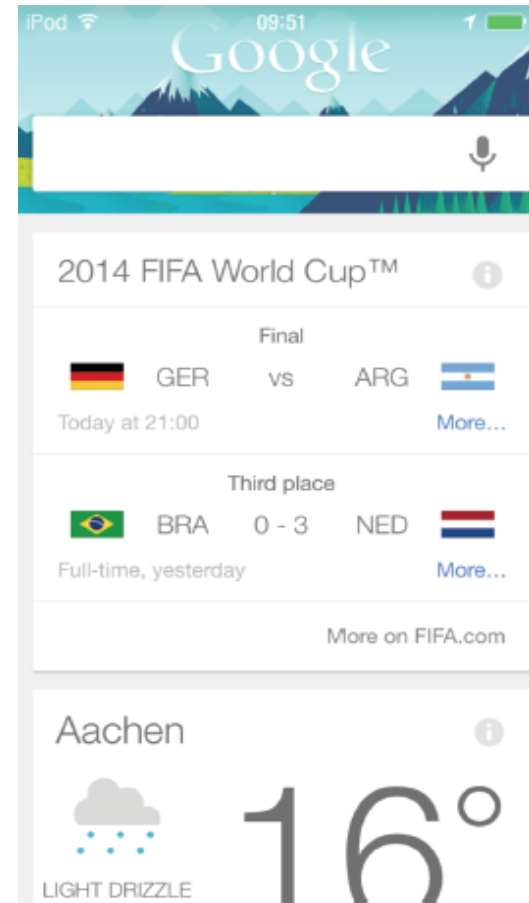 iPod 09:51
Google
2014 FIFA World Cup™
Final
GER vs ARG
Today at 21:00 More...
Third place
BRA 0 - 3 NED
Full-time, yesterday More...
More on FIFA.com
Aachen
16°
LIGHT DRIZZLE